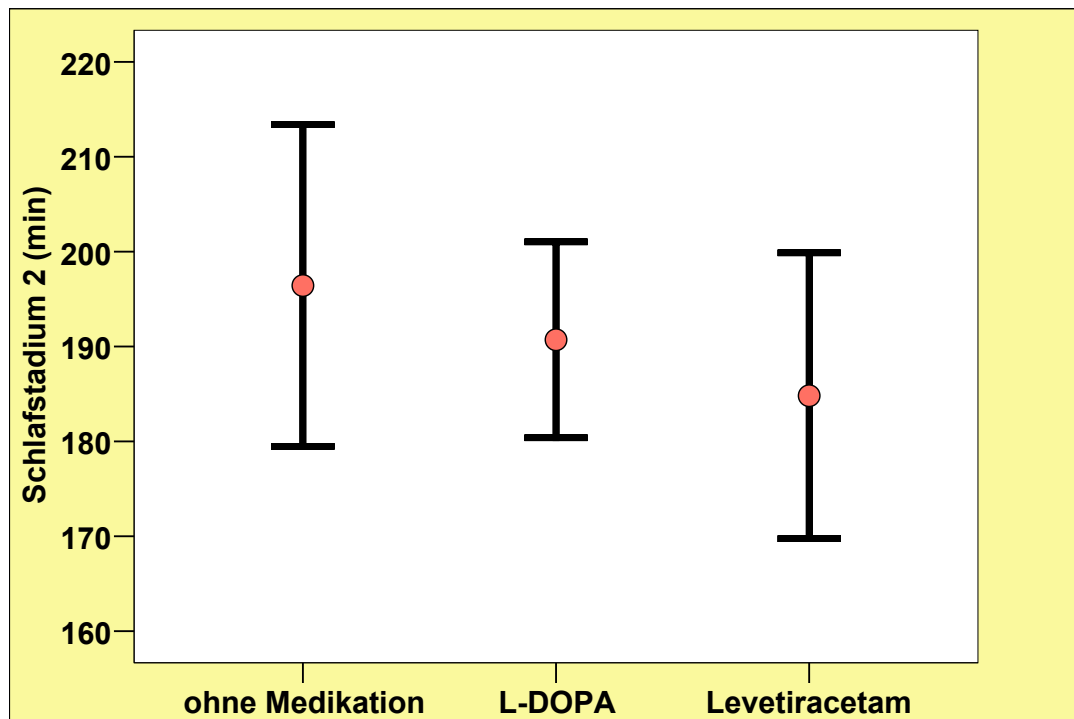 Schlafstadium 2 (min)
220
210
200
190
180
170
160
ohne Medikation
L-DOPA
Levetiracetam